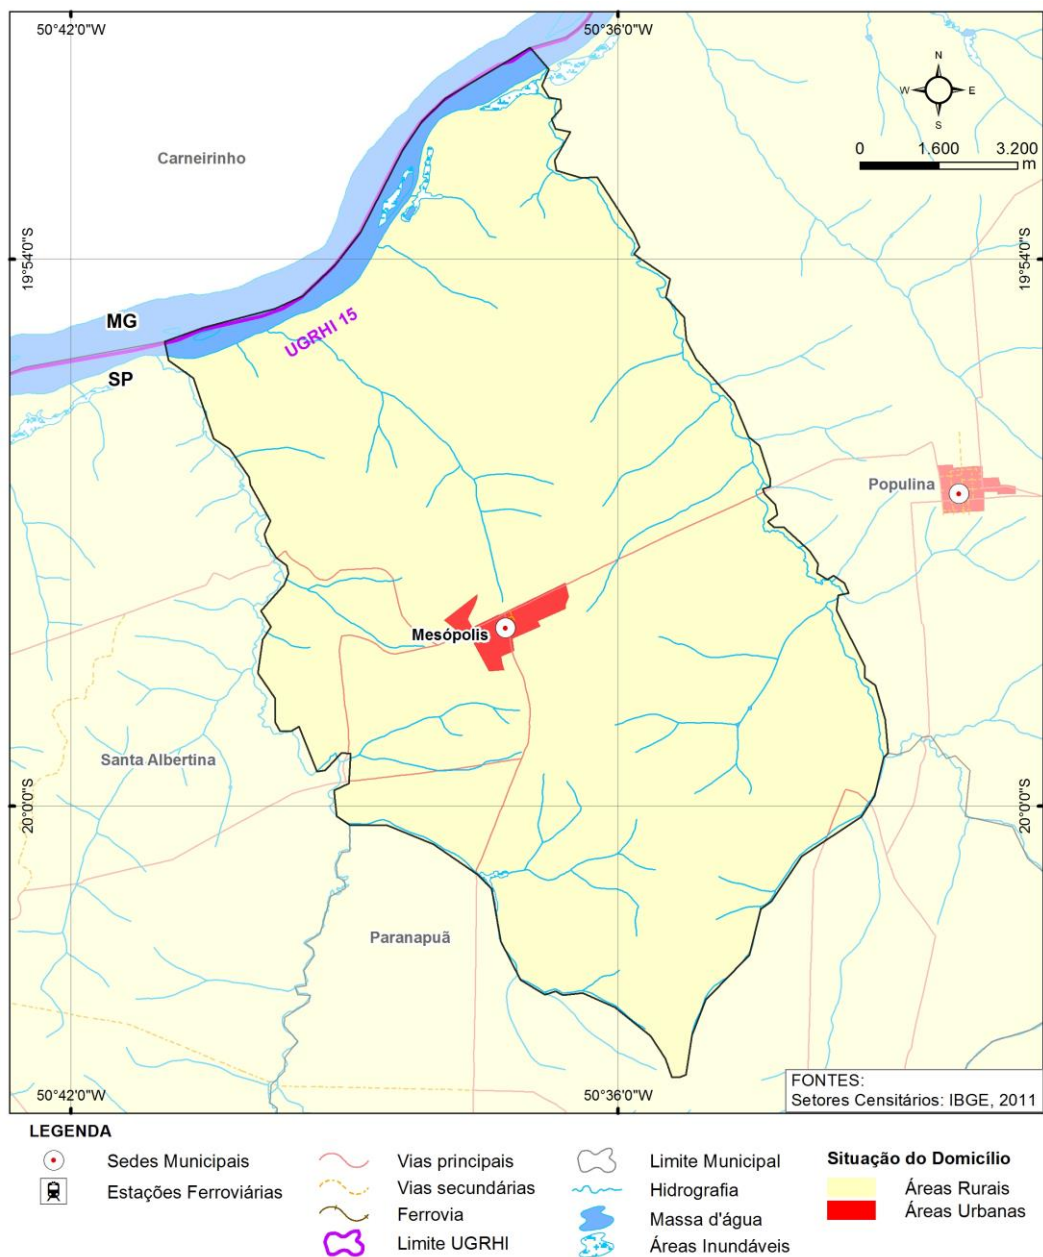 50°42'0"W
50°36'0"W
N
W
E
S
0
1.600
3.200
m
Carneirinho
19°54'0"S
19°54'0"S
MG
UGRHI 15
SP
Populina
Mesópolis
Santa Albertina
20°0'0"S
20°0'0"S
Paranapuã
50°42'0"W
50°36'0"W
FONTES:
Setores Censitários: IBGE, 2011
LEGENDA
Sedes Municipais
Estações Ferroviárias
Vias principais
Vias secundárias
Ferrovia
Limite UGRHI
Limite Municipal
Hidrografia
Massa d'água
Áreas Inundáveis
Situação do Domicílio
Áreas Rurais
Áreas Urbanas